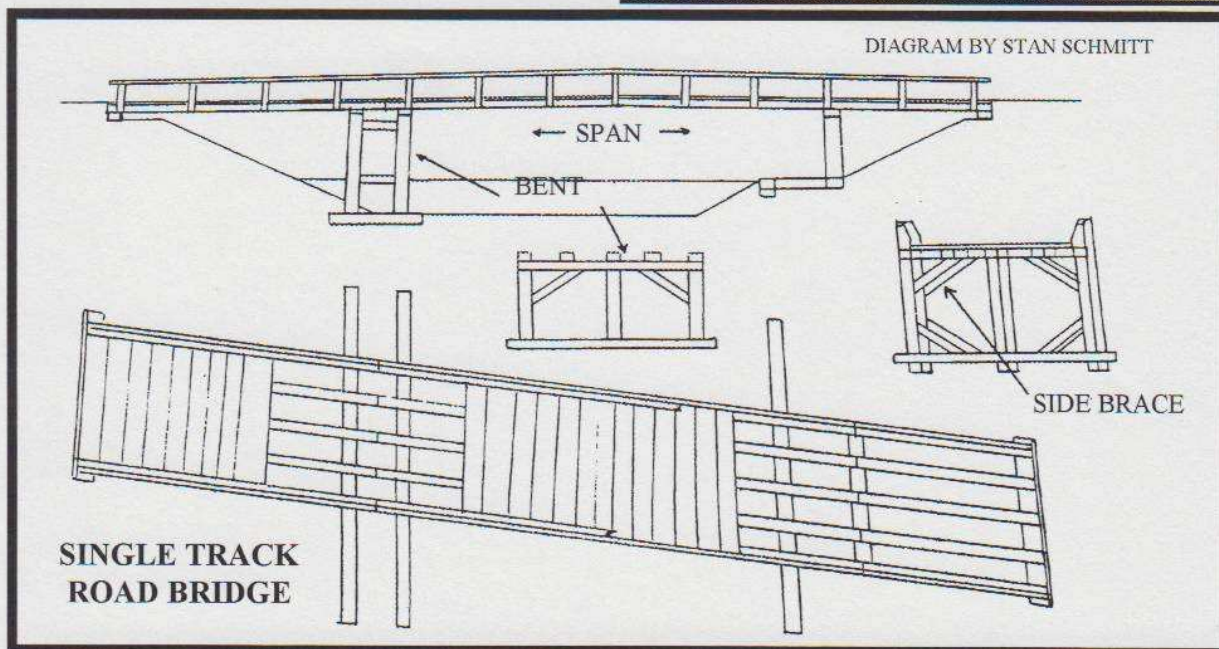 DIAGRAM BY STAN SCHMITT
SPAN
BENT
SIDE BRACE
SINGLE TRACK
ROAD BRIDGE